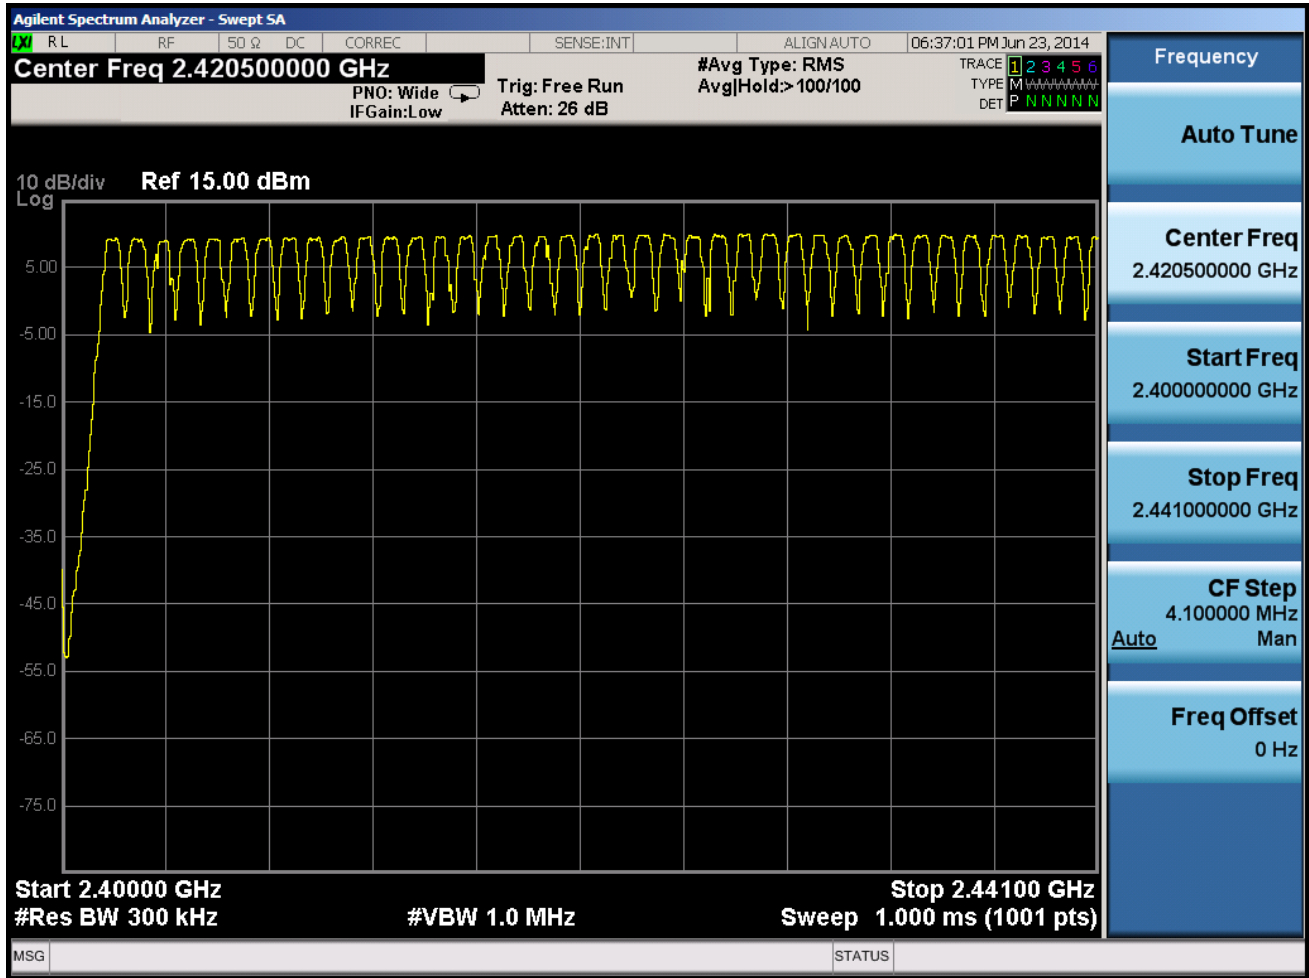 Agilent Spectrum Analyzer - Swept SA
LXI RL RF 50 Ω DC CORREC SENSE:INT ALIGNAUTO 06:37:01 PM Jun 23, 2014
Center Freq 2.420500000 GHz
PNO: Wide
IFGain:Low
Trig: Free Run
Atten: 26 dB
#Avg Type: RMS
Avg|Hold:>100/100
TRACE 1 2 3 4 5 6
TYPE M WWWWW
DET P N N N N N
10 dB/div Ref 15.00 dBm
Log
5.00
-5.00
-15.0
-25.0
-35.0
-45.0
-55.0
-65.0
-75.0
Start 2.40000 GHz Stop 2.44100 GHz
#Res BW 300 kHz #VBW 1.0 MHz Sweep 1.000 ms (1001 pts)
MSG STATUS
Frequency
Auto Tune
Center Freq
2.420500000 GHz
Start Freq
2.400000000 GHz
Stop Freq
2.441000000 GHz
CF Step
4.100000 MHz
Auto Man
Freq Offset
0 Hz